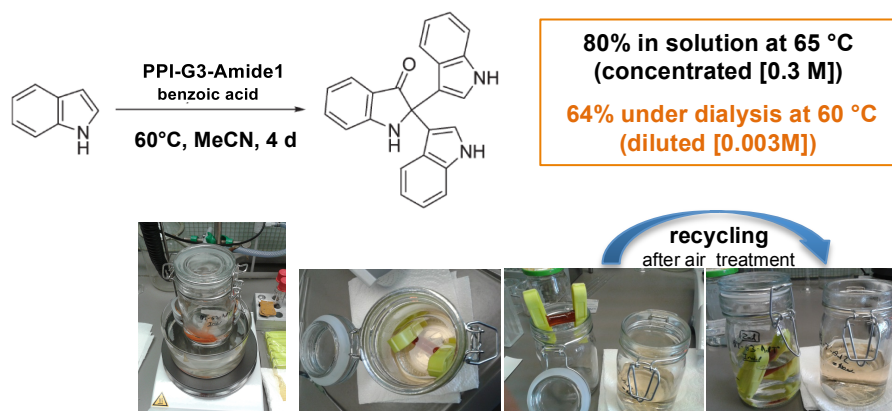 PPI-G3-Amide1
benzoic acid
60°C, MeCN, 4 d
N
H
O
NH
NH
NH
80% in solution at 65 °C
(concentrated [0.3 M])
64% under dialysis at 60 °C
(diluted [0.003M])
recycling
after air treatment